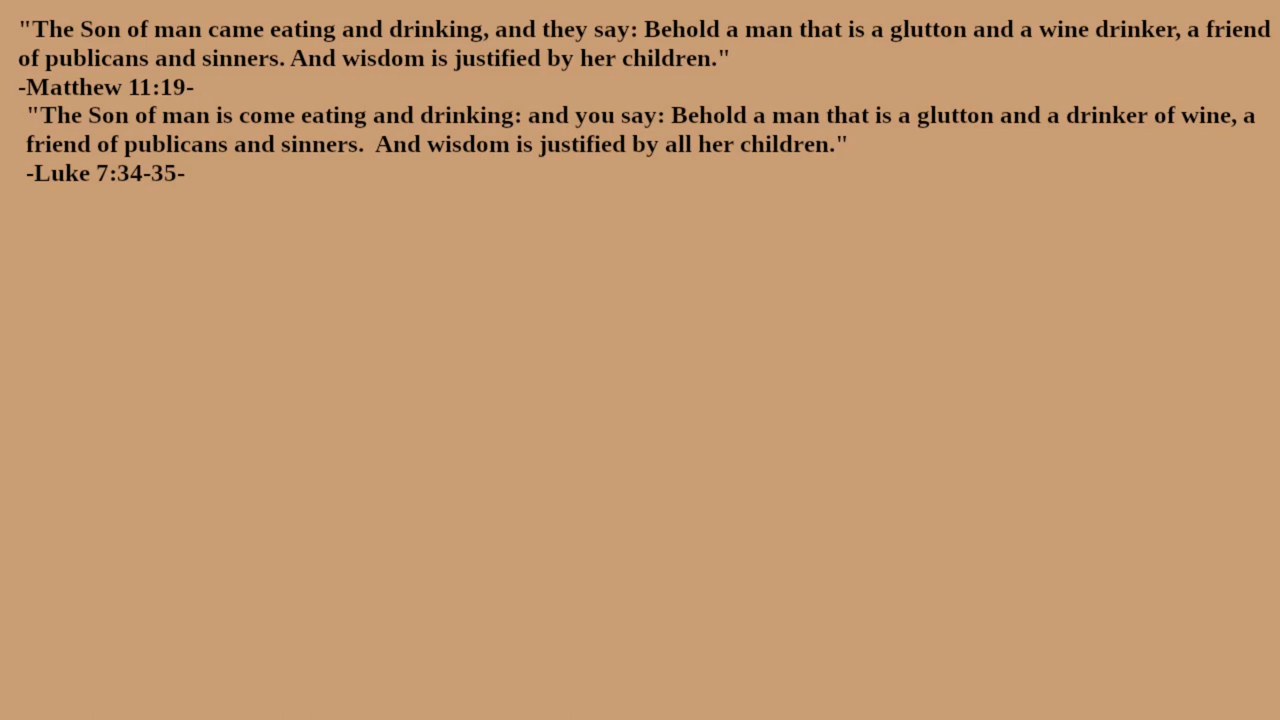 "The Son of man came eating and drinking, and they say: Behold a man that is a glutton and a wine drinker, a friend
of publicans and sinners. And wisdom is justified by her children."
-Matthew 11:19-
"The Son of man is come eating and drinking: and you say: Behold a man that is a glutton and a drinker of wine, a
friend of publicans and sinners.  And wisdom is justified by all her children."
-Luke 7:34-35-